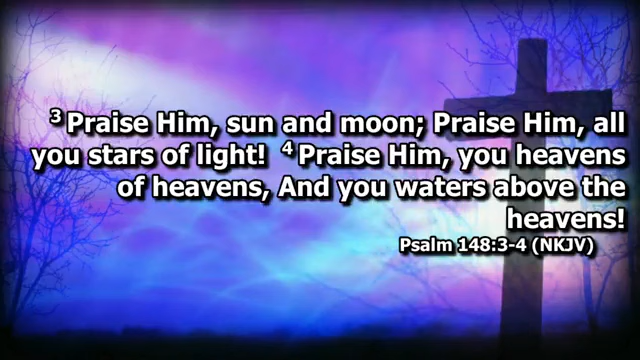 ³ Praise Him, sun and moon; Praise Him, all
you stars of light!  ⁴ Praise Him, you heavens
of heavens, And you waters above the
heavens!
Psalm 148:3-4 (NKJV)